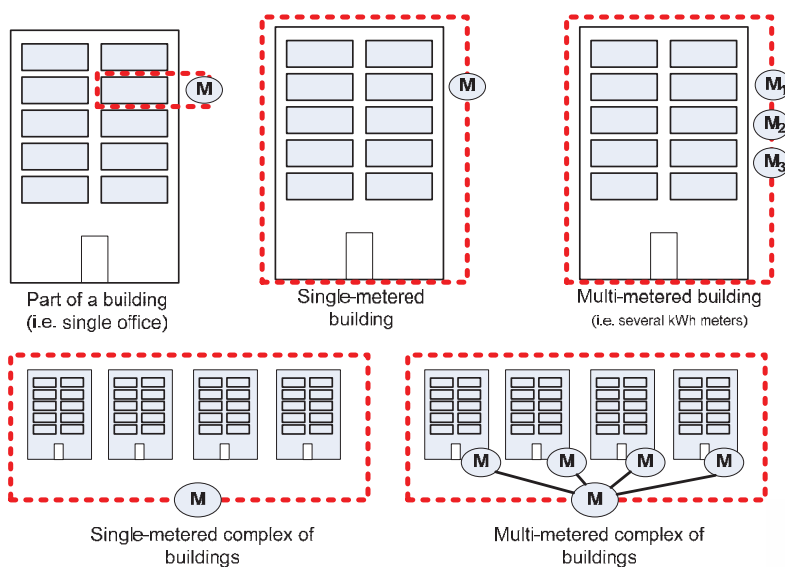 M
M
M₁
M₂
M₃
Part of a building
(i.e. single office)
Single-metered
building
Multi-metered building
(i.e. several kWh meters)
M
M
M
M
M
M
Single-metered complex of
buildings
Multi-metered complex of
buildings